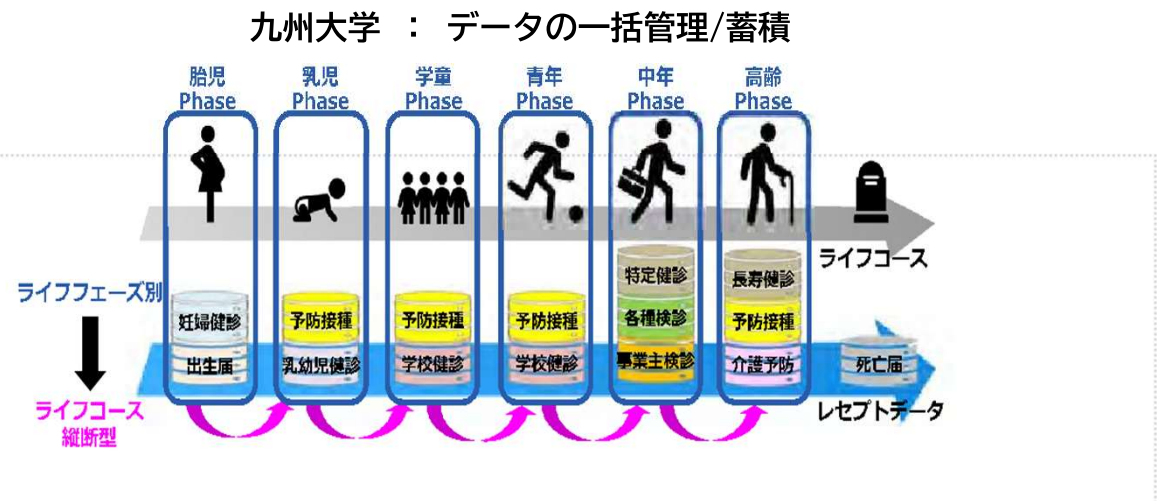 九州大学 ： データの一括管理/蓄積
胎児
Phase
乳児
Phase
学童
Phase
青年
Phase
中年
Phase
高齢
Phase
ライフコース
ライフフェーズ別
ライフコース
縦断型
妊婦健診
出生届
予防接種
乳幼児健診
予防接種
学校健診
予防接種
学校健診
特定健診
各種検診
事業主検診
長寿健診
予防接種
介護予防
死亡届
レセプトデータ